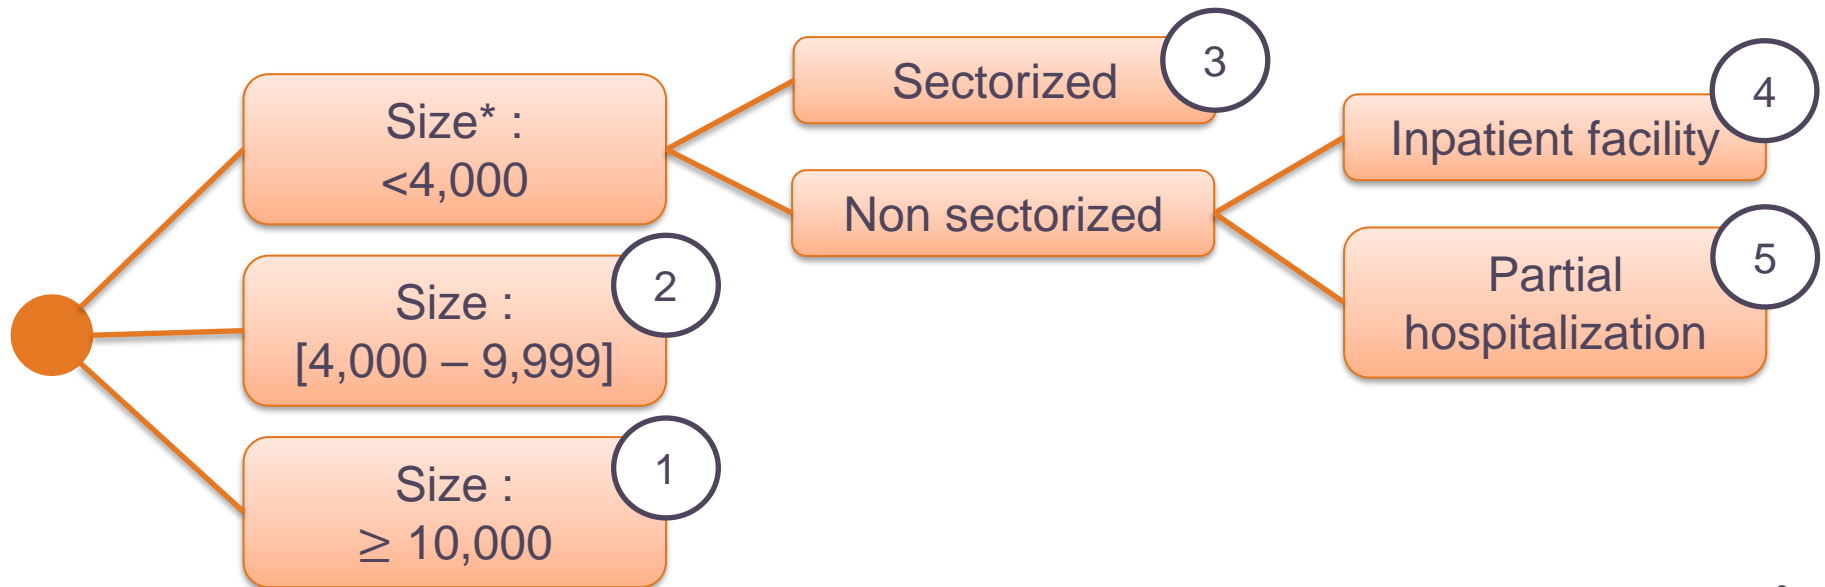 Size* :
<4,000
Size :
[4,000 – 9,999]
2
Size :
≥ 10,000
1
Sectorized
3
Non sectorized
Inpatient facility
4
Partial
hospitalization
5